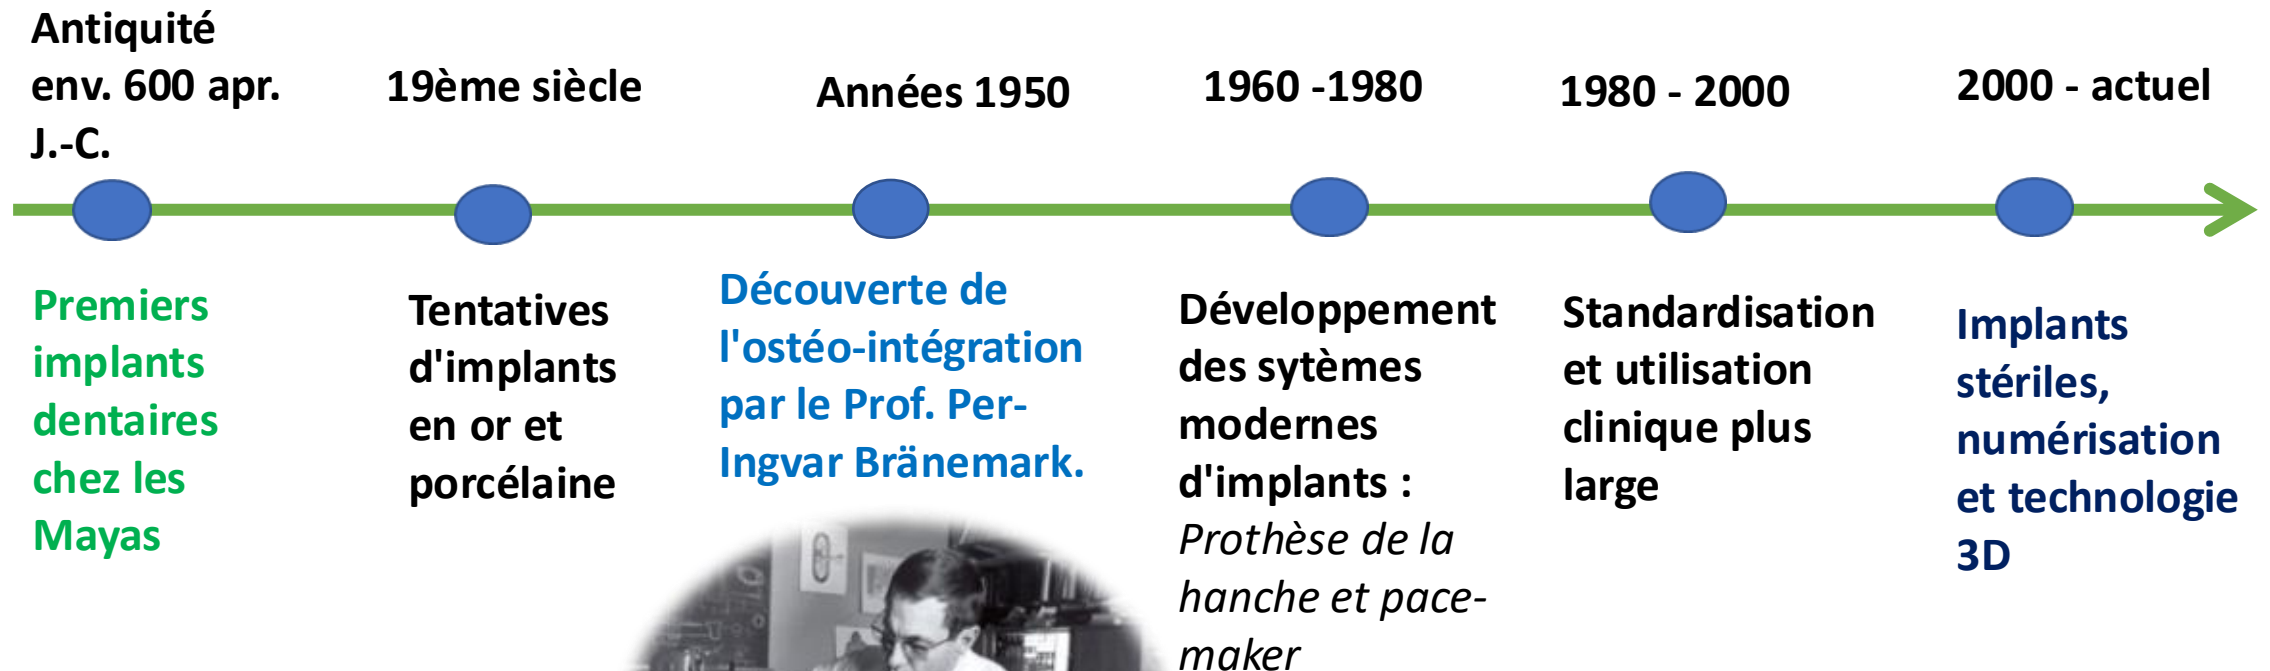 Antiquité
env. 600 apr.
J.-C.
19ème siècle
Années 1950
1960 -1980
1980 - 2000
2000 - actuel
Premiers
implants
dentaires
chez les
Mayas
Tentatives
d'implants
en or et
porcélaine
Découverte de
l'ostéo-intégration
par le Prof. Per-
Ingvar Bränemark.
Développement
des sytèmes
modernes
d'implants :
Prothèse de la
hanche et pace-
maker
Standardisation
et utilisation
clinique plus
large
Implants
stériles,
numérisation
et technologie
3D